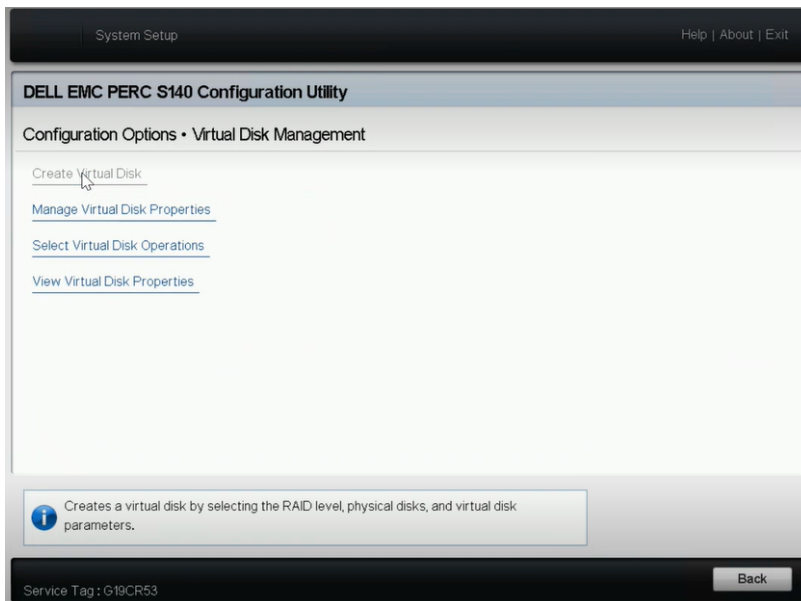 System Setup
Help | About | Exit
DELL EMC PERC S140 Configuration Utility
Configuration Options • Virtual Disk Management
Create Virtual Disk
Manage Virtual Disk Properties
Select Virtual Disk Operations
View Virtual Disk Properties
Creates a virtual disk by selecting the RAID level, physical disks, and virtual disk
parameters.
Service Tag : G19CR53
Back